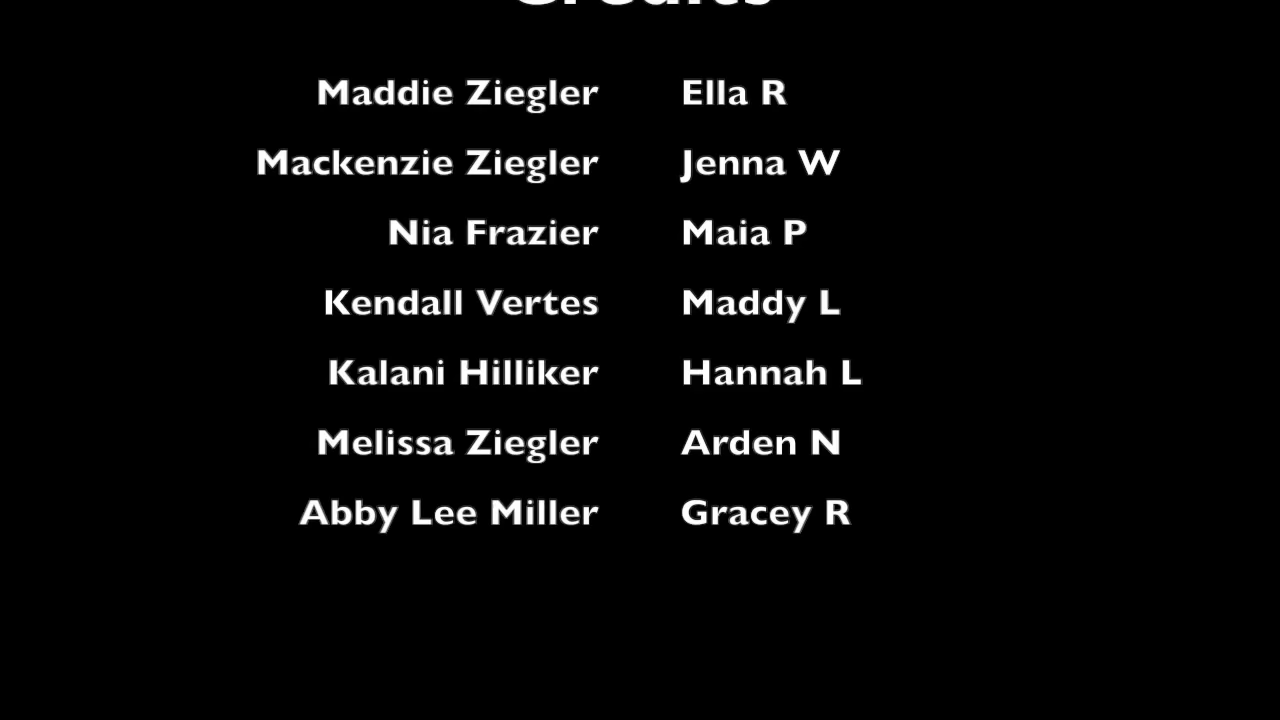 Credits
Maddie Ziegler Ella R
Mackenzie Ziegler Jenna W
Nia Frazier Maia P
Kendall Vertes Maddy L
Kalani Hilliker Hannah L
Melissa Ziegler Arden N
Abby Lee Miller Gracey R